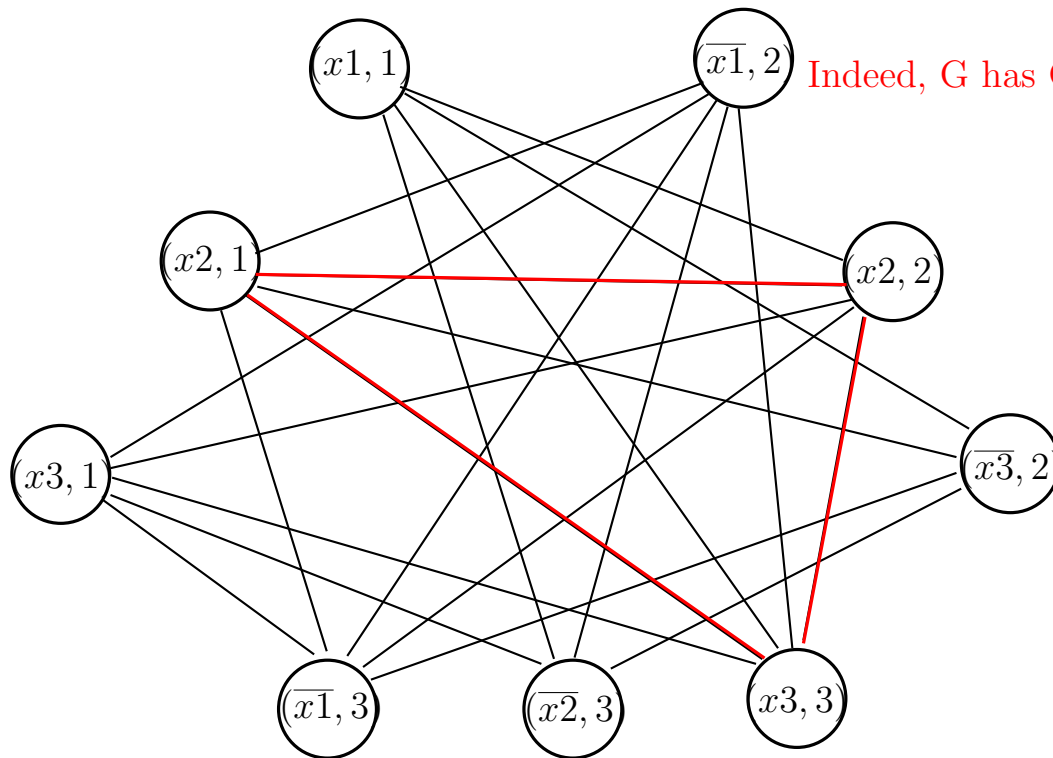 (x1, 1)
(x̅1̅, 2)
Indeed, G has
(x2, 1)
(x2, 2)
(x3, 1)
(x̅3̅, 2)
(x̅1̅, 3)
(x̅2̅, 3)
(x3, 3)